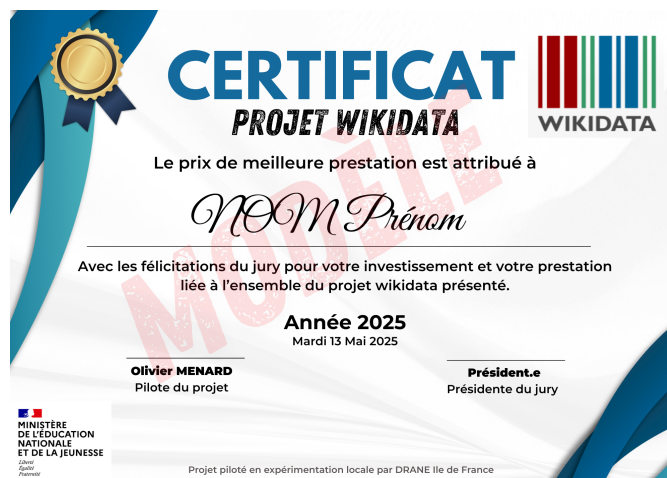 CERTIFICAT
PROJET WIKIDATA
WIKIDATA
Le prix de meilleure prestation est attribué à
NOM Prénom
MODÈLE
Avec les félicitations du jury pour votre investissement et votre prestation
liée à l'ensemble du projet wikidata présenté.
Année 2025
Mardi 13 Mai 2025
Olivier MENARD
Pilote du projet
Président.e
Présidente du jury
MINISTÈRE
DE L'ÉDUCATION
NATIONALE
ET DE LA JEUNESSE
Liberté
Égalité
Fraternité
Projet piloté en expérimentation locale par DRANE Ile de France